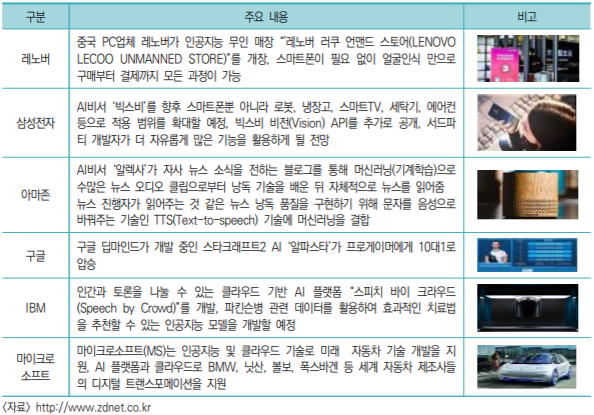 구분 주요 내용 비고
레노버
중국 PC업체 레노버가 인공지능 무인 매장 "“레노버 러쿠 언맨드 스토어(LENOVO
LECOO UNMANNED STORE)”를 개장, 스마트폰이 필요 없이 얼굴인식 만으로
구매부터 결제까지 모든 과정이 가능
삼성전자
AI비서 ‘빅스비’를 향후 스마트폰뿐 아니라 로봇, 냉장고, 스마트TV, 세탁기, 에어컨
등으로 적용 범위를 확대할 예정, 빅스비 비전(Vision) API를 추가로 공개, 서드파
티 개발자가 더 자유롭게 많은 기능을 활용하게 될 전망
아마존
AI비서 ‘알렉사’가 자사 뉴스 소식을 전하는 블로그를 통해 머신러닝(기계학습)으로
수많은 뉴스 오디오 클립으로부터 낭독 기술을 배운 뒤 자체적으로 뉴스를 읽어줌
뉴스 진행자가 읽어주는 것 같은 뉴스 낭독 품질을 구현하기 위해 문자를 음성으로
바꿔주는 기술인 TTS(Text-to-speech) 기술에 머신러닝을 결합
구글
구글 딥마인드가 개발 중인 스타크래프트2 AI ‘알파스타’가 프로게이머에게 10대1로
압승
IBM
인간과 토론을 나눌 수 있는 클라우드 기반 AI 플랫폼 “스피치 바이 크라우드
(Speech by Crowd)”를 개발, 파킨슨병 관련 데이터를 활용하여 효과적인 치료법
을 추천할 수 있는 인공지능 모델을 개발할 예정
마이크로
소프트
마이크로소프트(MS)는 인공지능 및 클라우드 기술로 미래 자동차 기술 개발을 지
원, AI 플랫폼과 클라우드로 BMW, 닛산, 볼보, 폭스바겐 등 세계 자동차 제조사들
의 디지털 트랜스포메이션을 지원
〈자료〉 http://www.zdnet.co.kr